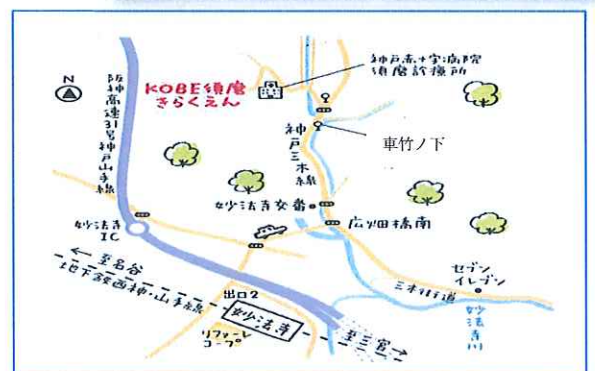 神戸赤十字病院
須磨診療所
N
阪神高速31号神戸山手線
KOBE須磨
きらくえん
神戸三木線
車竹ノ下
妙法寺交番
広畑橋南
妙法寺
IC
← 至名谷
地下鉄西神・山手線
出口2
妙法寺
リファーレ
コープ
至三宮 →
三木街道
セブン
イレブン
妙法寺川